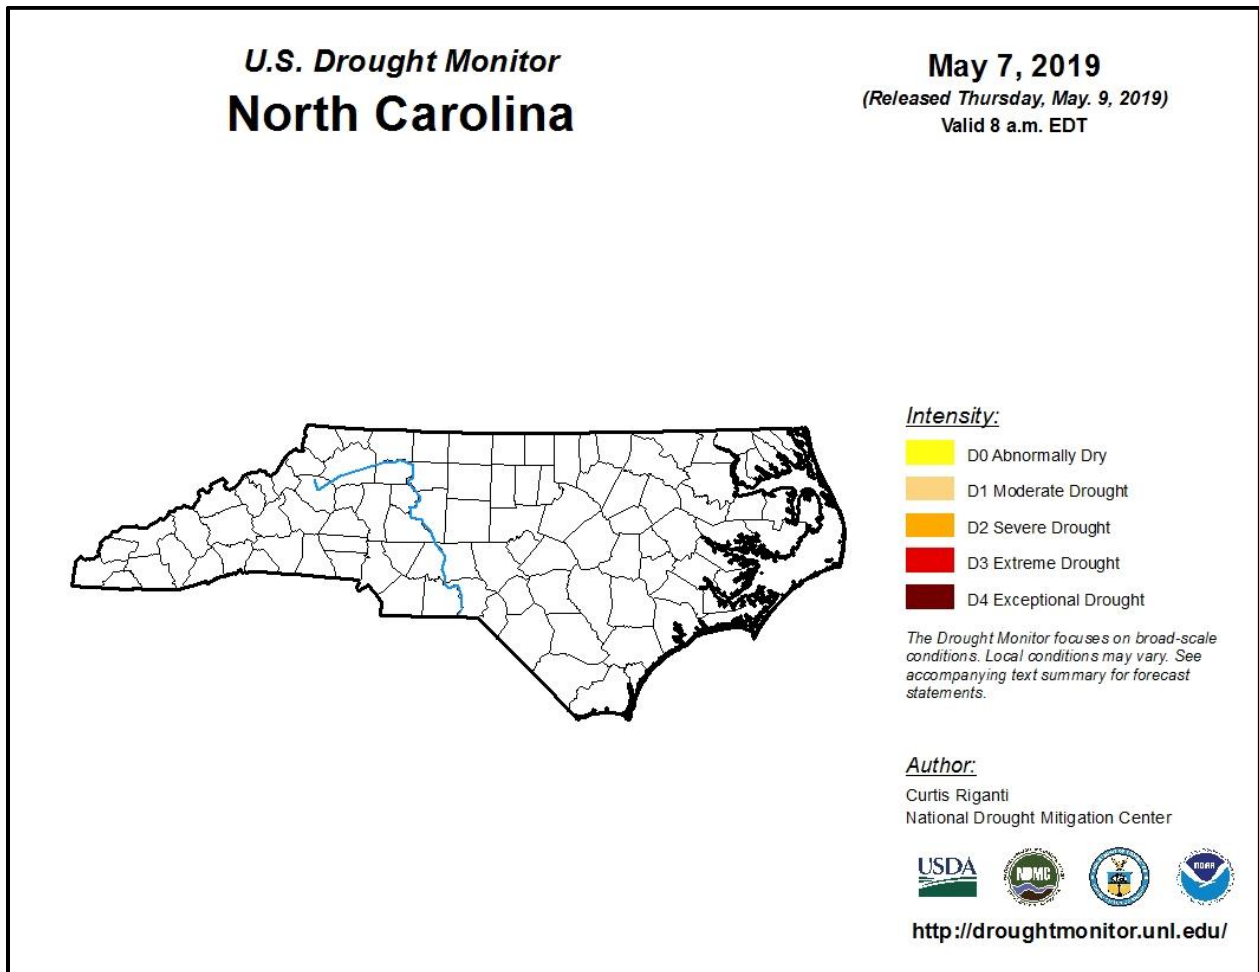 U.S. Drought Monitor
North Carolina
May 7, 2019
(Released Thursday, May. 9, 2019)
Valid 8 a.m. EDT
Intensity:
D0 Abnormally Dry
D1 Moderate Drought
D2 Severe Drought
D3 Extreme Drought
D4 Exceptional Drought
The Drought Monitor focuses on broad-scale
conditions. Local conditions may vary. See
accompanying text summary for forecast
statements.
Author:
Curtis Riganti
National Drought Mitigation Center
USDA
NDMC
NOAA
http://droughtmonitor.unl.edu/